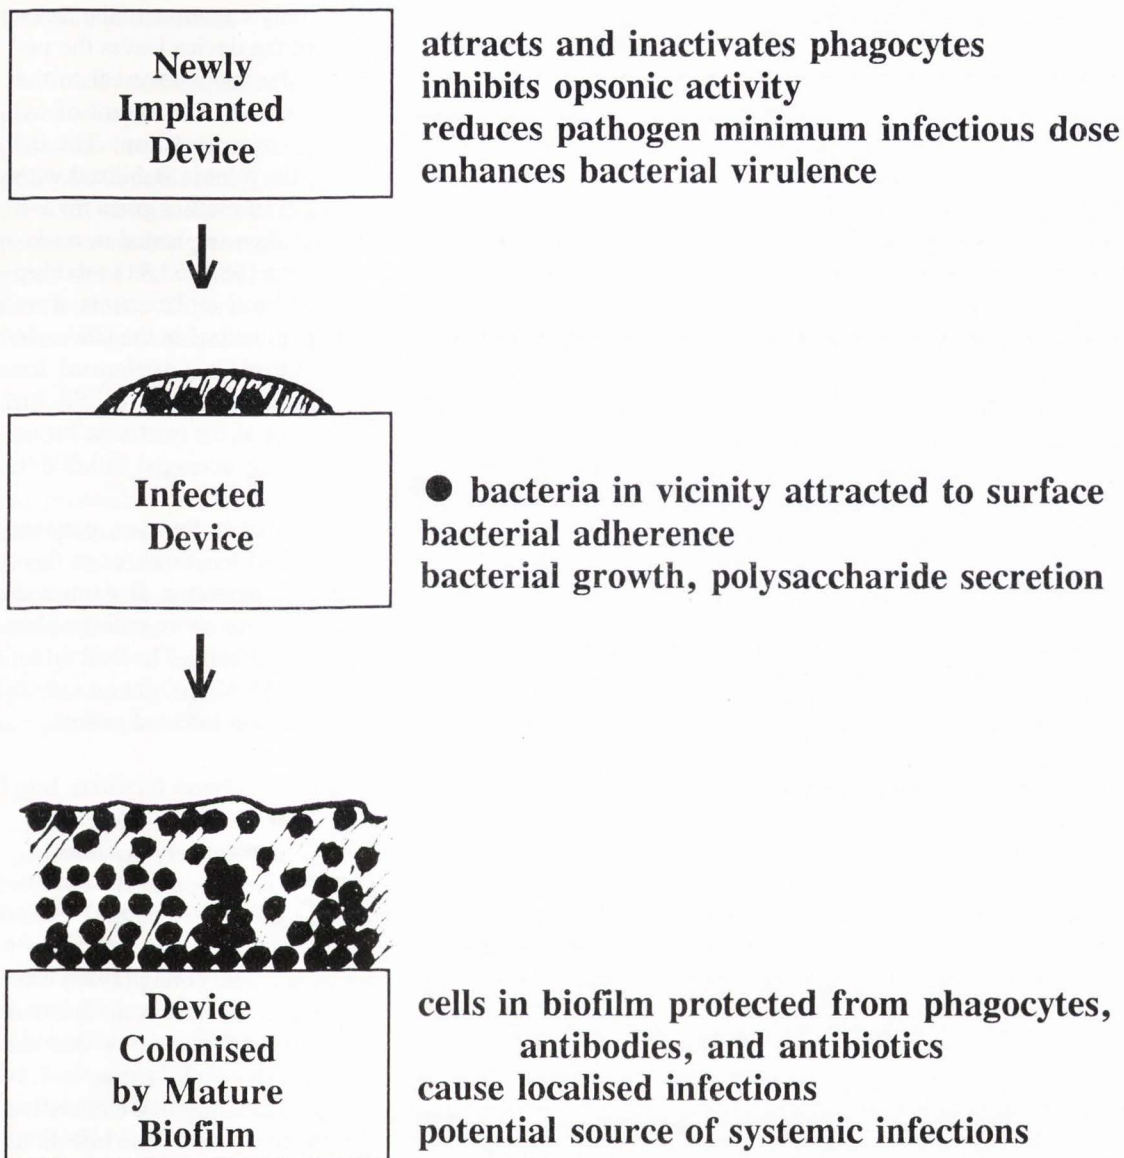 Newly
Implanted
Device
attracts and inactivates phagocytes
inhibits opsonic activity
reduces pathogen minimum infectious dose
enhances bacterial virulence
Infected
Device
● bacteria in vicinity attracted to surface
bacterial adherence
bacterial growth, polysaccharide secretion
Device
Colonised
by Mature
Biofilm
cells in biofilm protected from phagocytes,
antibodies, and antibiotics
cause localised infections
potential source of systemic infections